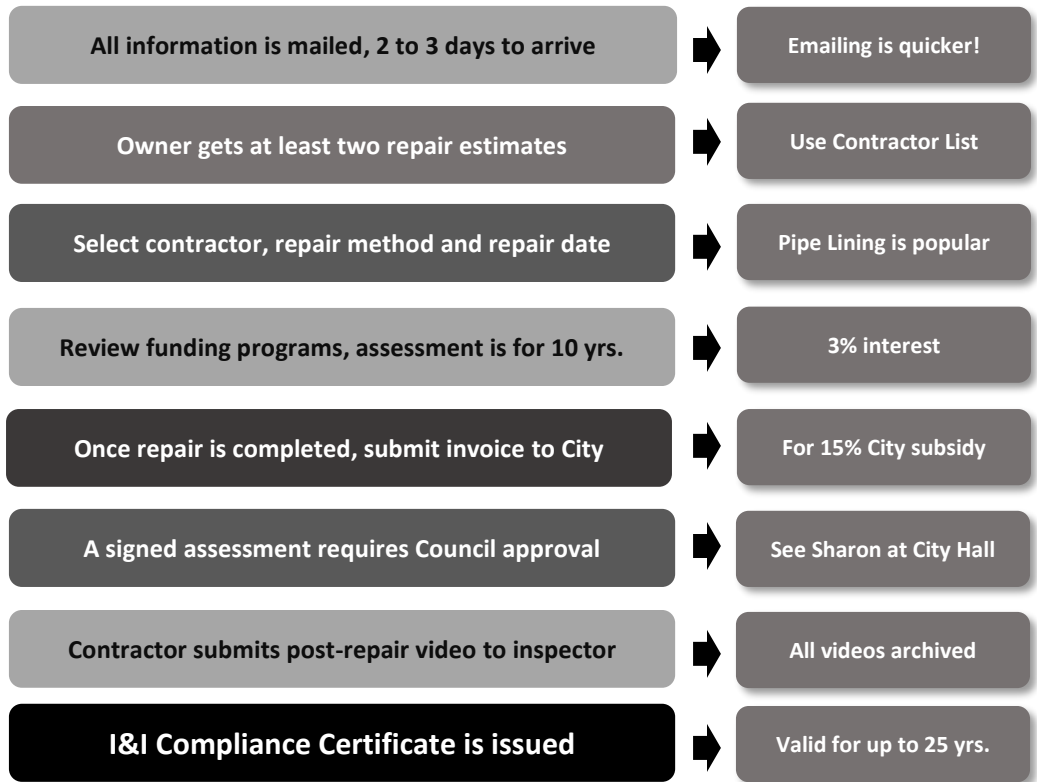 All information is mailed, 2 to 3 days to arrive
Emailing is quicker!
Owner gets at least two repair estimates
Use Contractor List
Select contractor, repair method and repair date
Pipe Lining is popular
Review funding programs, assessment is for 10 yrs.
3% interest
Once repair is completed, submit invoice to City
For 15% City subsidy
A signed assessment requires Council approval
See Sharon at City Hall
Contractor submits post-repair video to inspector
All videos archived
I&I Compliance Certificate is issued
Valid for up to 25 yrs.